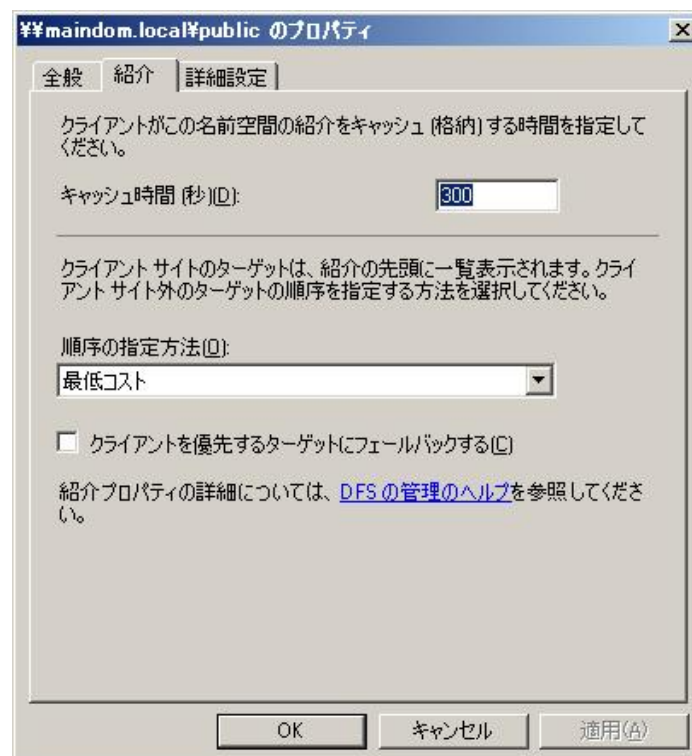 ¥¥maindom.local¥public のプロパティ
全般
紹介
詳細設定
クライアントがこの名前空間の紹介をキャッシュ (格納) する時間を指定して
ください。
キャッシュ時間 (秒)(D):
300
クライアント サイトのターゲットは、紹介の先頭に一覧表示されます。クライ
アント サイト外のターゲットの順序を指定する方法を選択してください。
順序の指定方法(O):
最低コスト
クライアントを優先するターゲットにフェールバックする(C)
紹介プロパティの詳細については、DFS の管理のヘルプを参照してくださ
い。
OK
キャンセル
適用(A)